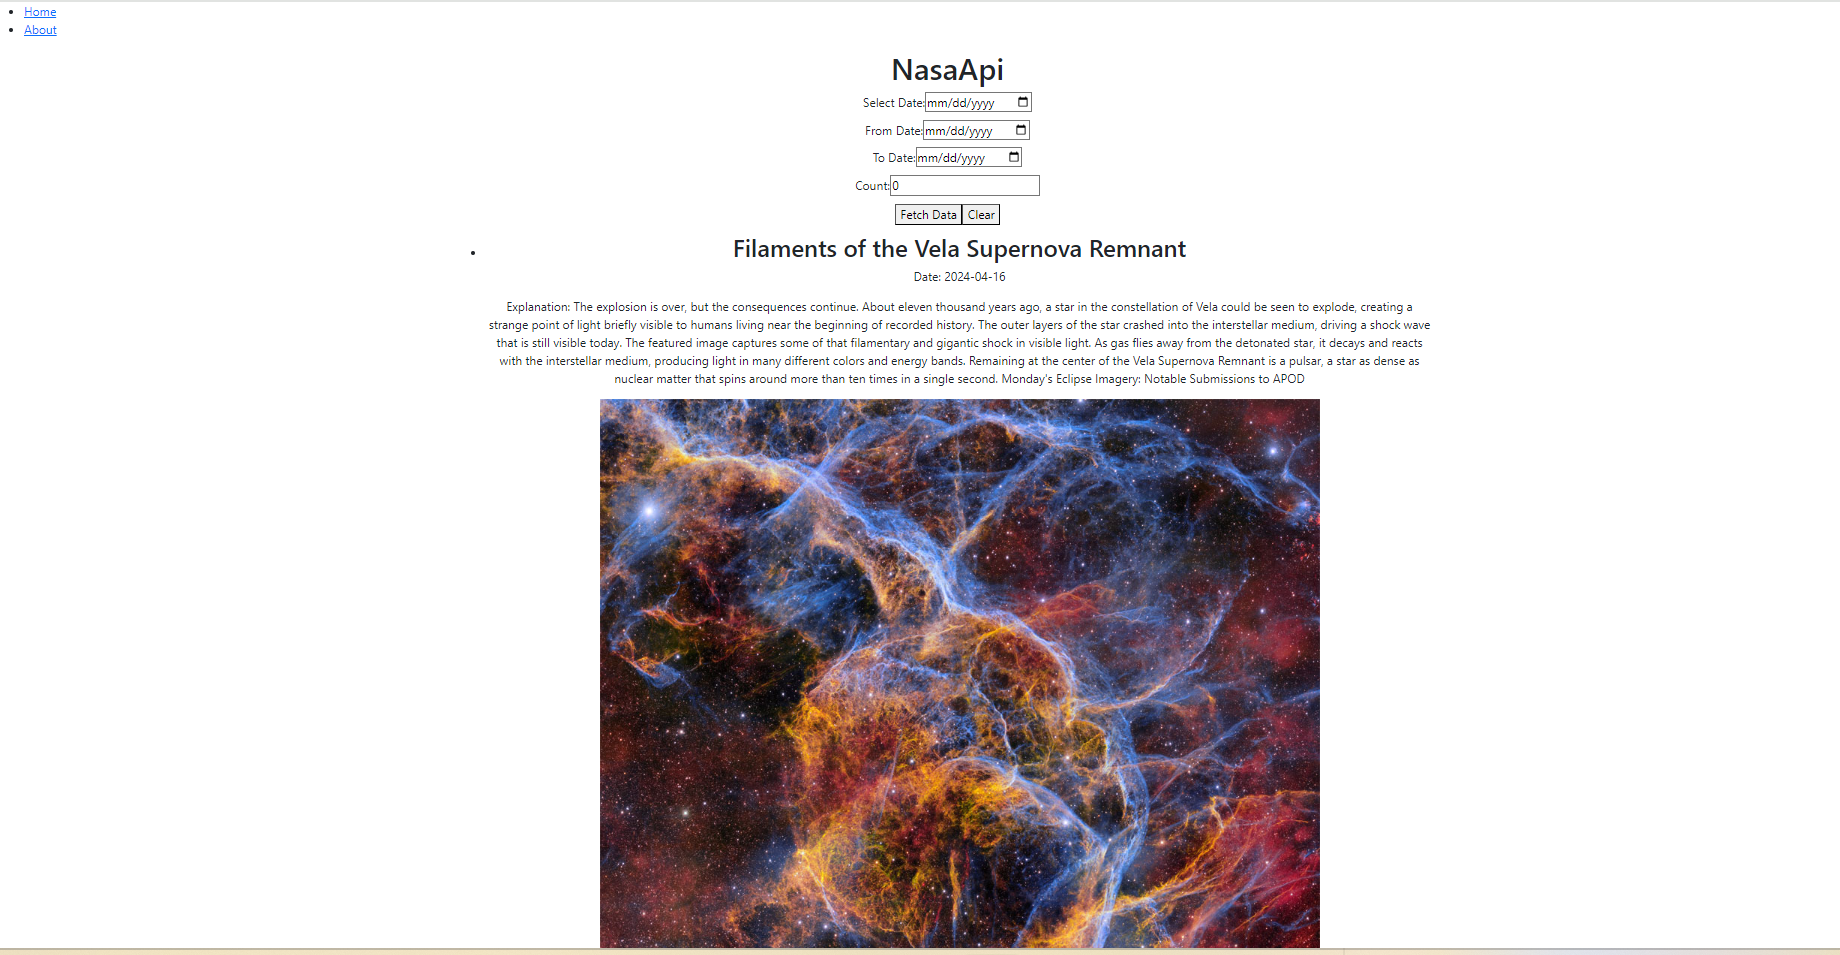 Home
About
NasaApi
Select Date: mm/dd/yyyy
From Date: mm/dd/yyyy
To Date: mm/dd/yyyy
Count: 0
Fetch Data Clear
Filaments of the Vela Supernova Remnant
Date: 2024-04-16
Explanation: The explosion is over, but the consequences continue. About eleven thousand years ago, a star in the constellation of Vela could be seen to explode, creating a
strange point of light briefly visible to humans living near the beginning of recorded history. The outer layers of the star crashed into the interstellar medium, driving a shock wave
that is still visible today. The featured image captures some of that filamentary and gigantic shock in visible light. As gas flies away from the detonated star, it decays and reacts
with the interstellar medium, producing light in many different colors and energy bands. Remaining at the center of the Vela Supernova Remnant is a pulsar, a star as dense as
nuclear matter that spins around more than ten times in a single second. Monday's Eclipse Imagery: Notable Submissions to APOD